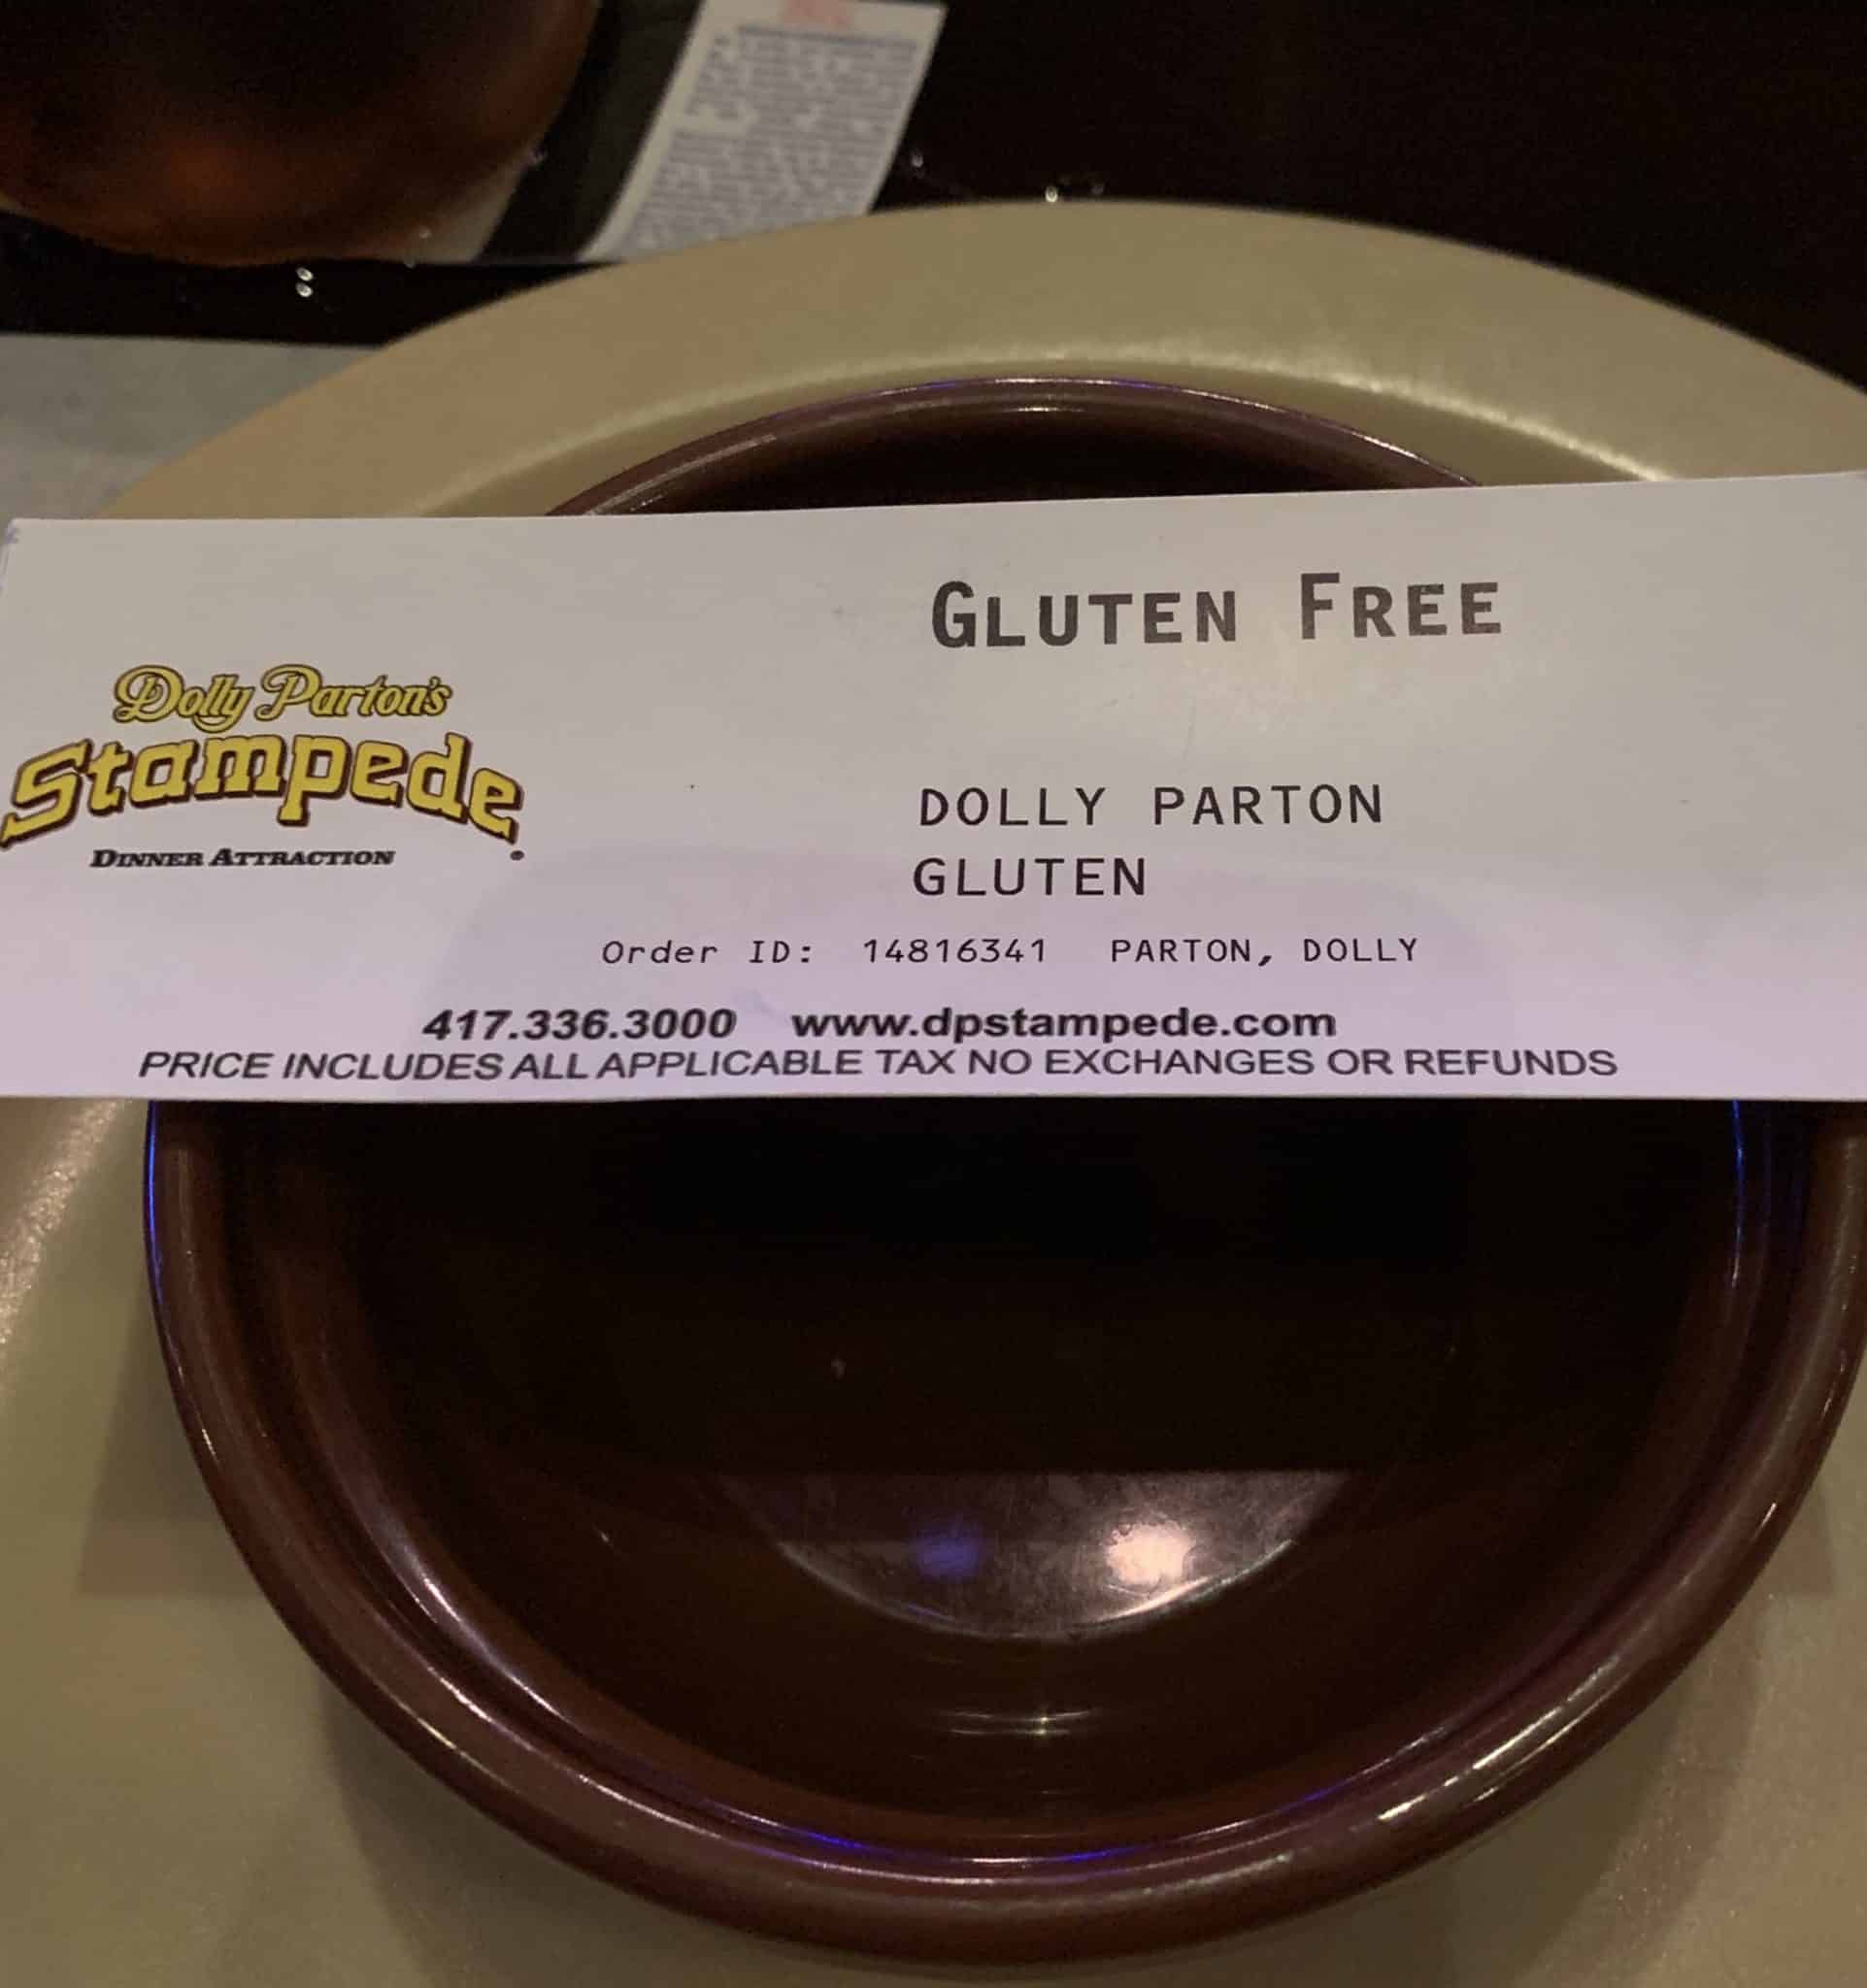 GLUTEN FREE
Dolly Parton's
Stampede
DINNER ATTRACTION
DOLLY PARTON
GLUTEN
Order ID: 14816341 PARTON, DOLLY
417.336.3000 www.dpstampede.com
PRICE INCLUDES ALL APPLICABLE TAX NO EXCHANGES OR REFUNDS